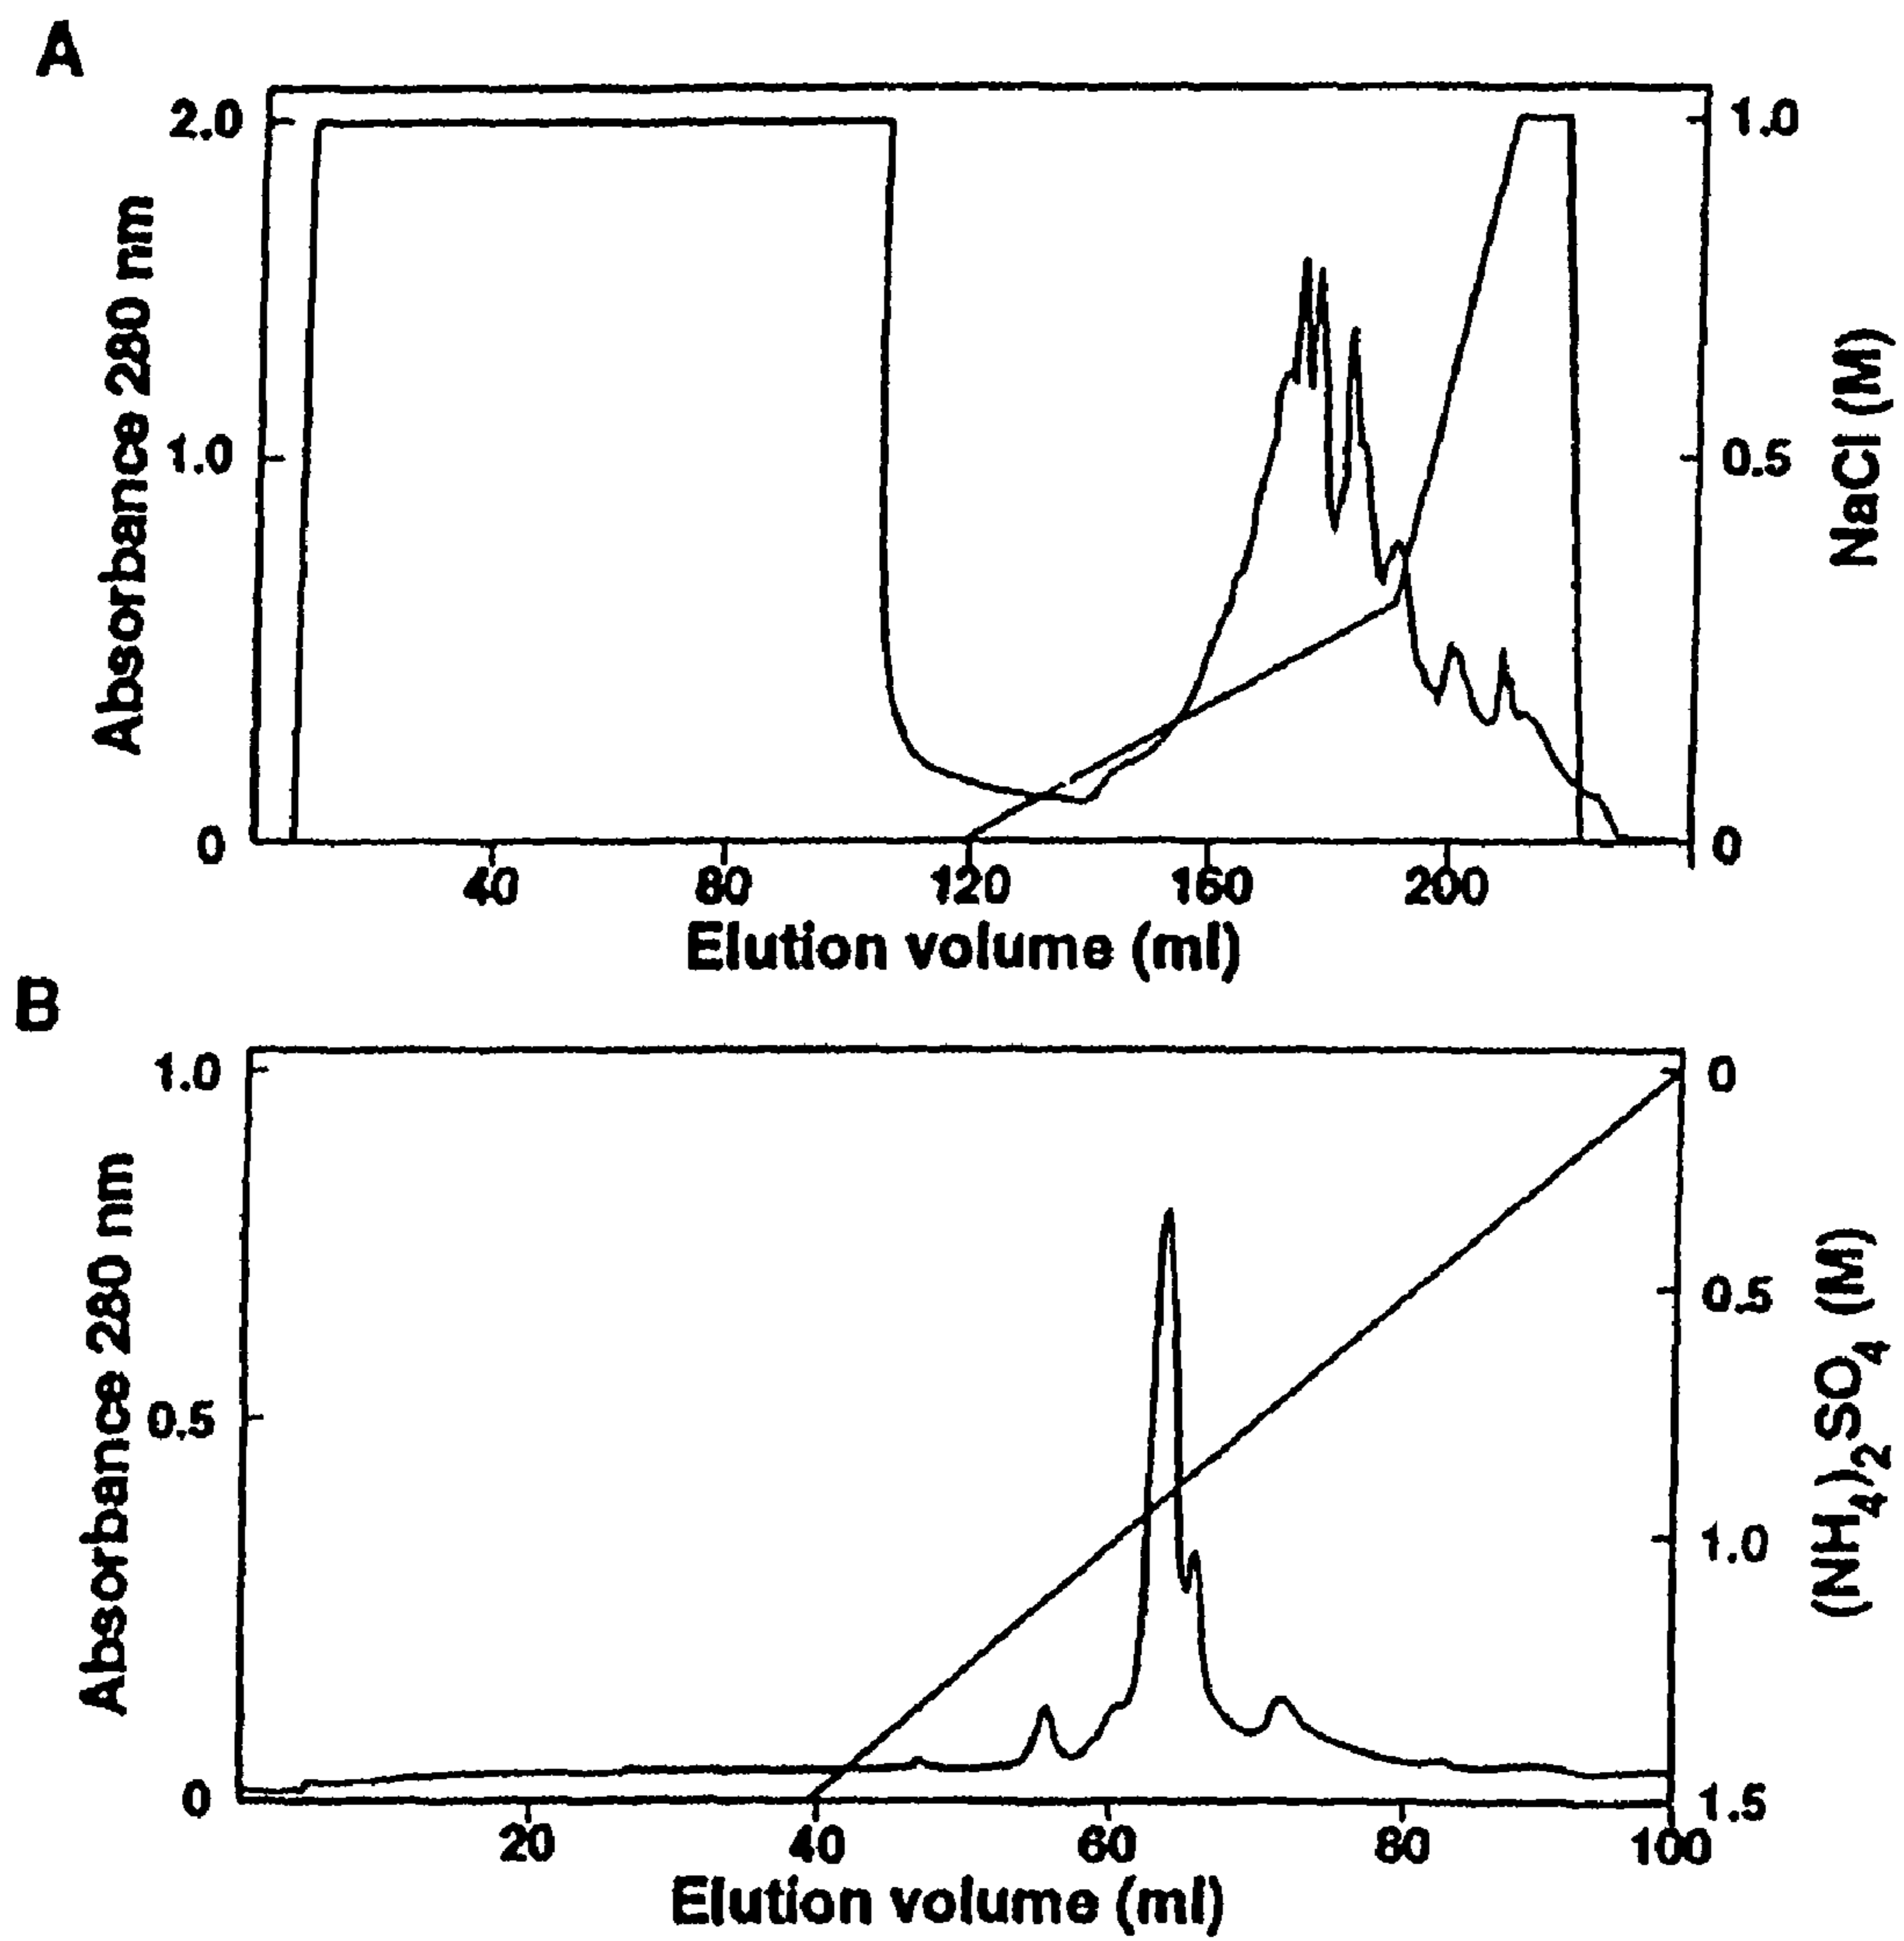 A
2.0
1.0
0
Absorbance 280 nm
1.0
0.5
0
NaCl (M)
40 80 120 160 200
Elution volume (ml)
B
1.0
0.5
0
Absorbance 280 nm
0
0.5
1.0
1.5
(NH4)2SO4 (M)
20 40 60 80 100
Elution volume (ml)